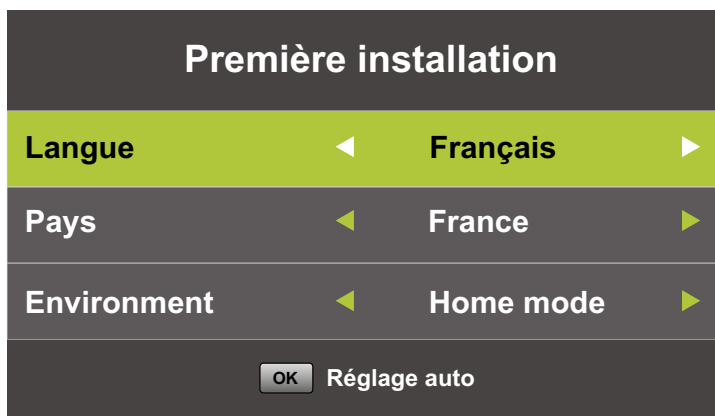 Première installation
Langue Français
Pays France
Environment Home mode
OK Réglage auto